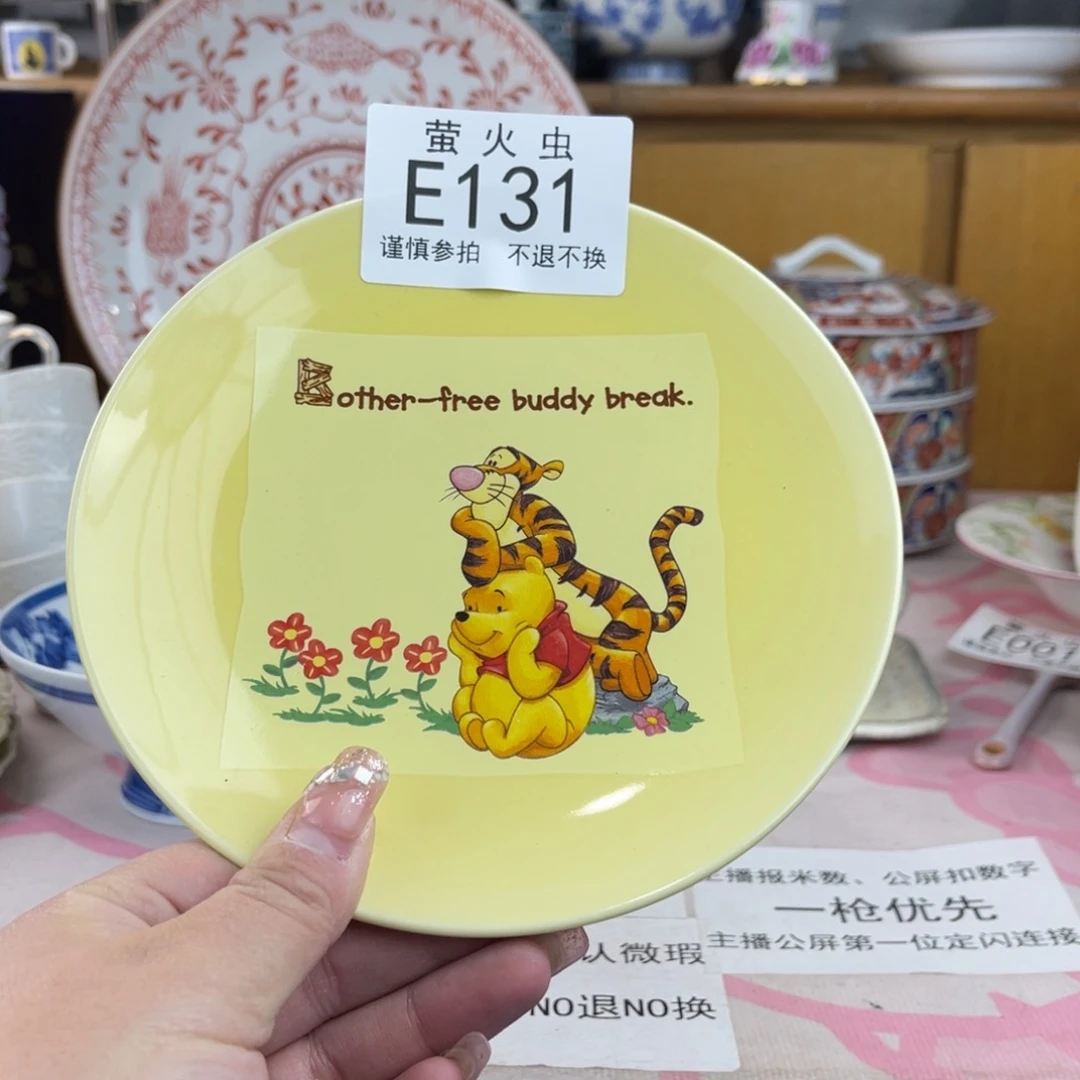 萤火虫
E131
谨慎参拍 不退不换
Bother-free buddy break.
E001
主播报米数、公屏扣数字
一枪优先
主播公屏第一位定闪连接
认微瑕
NO退NO换